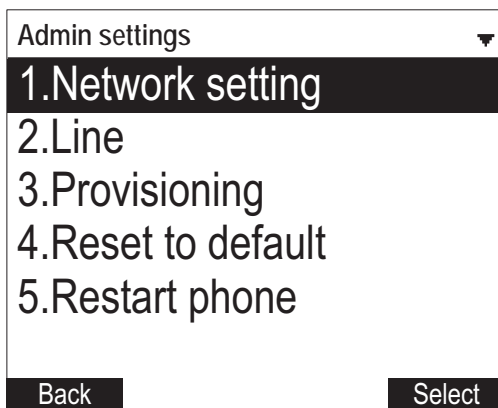 Admin settings
1.Network setting
2.Line
3.Provisioning
4.Reset to default
5.Restart phone
Back Select